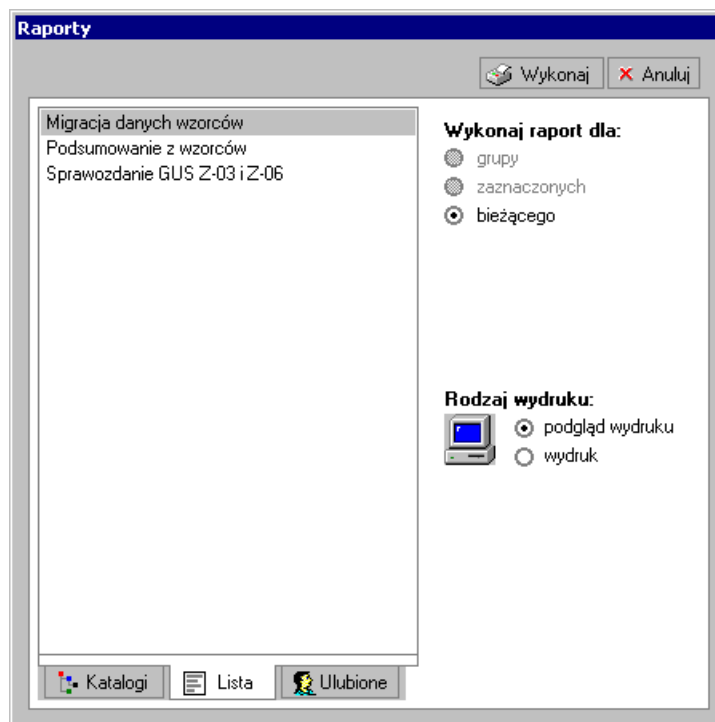 Raporty
Wykonaj
Anuluj
Migracja danych wzorców
Podsumowanie z wzorców
Sprawozdanie GUS Z-03 i Z-06
Wykonaj raport dla:
grupy
zaznaczonych
bieżącego
Rodzaj wydruku:
podgląd wydruku
wydruk
Katalogi
Lista
Ulubione